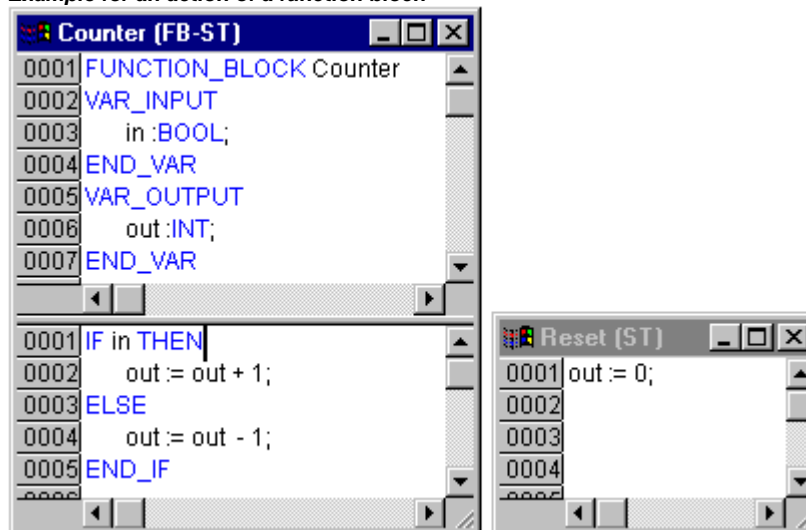 Example for an action of a function block
Counter (FB-ST)
0001 FUNCTION_BLOCK Counter
0002 VAR_INPUT
0003 in :BOOL;
0004 END_VAR
0005 VAR_OUTPUT
0006 out :INT;
0007 END_VAR
0001 IF in THEN
0002 out := out + 1;
0003 ELSE
0004 out := out - 1;
0005 END_IF
Reset (ST)
0001 out := 0;
0002
0003
0004